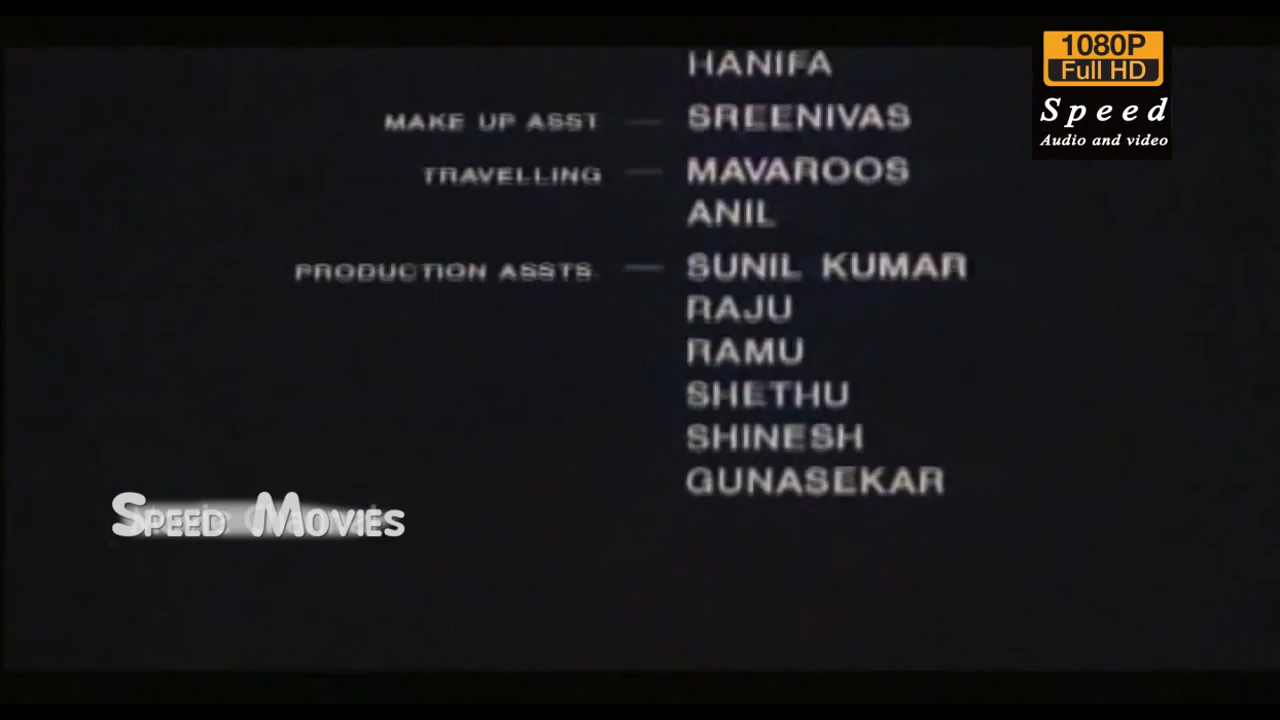 HANIFA
MAKE UP ASST — SREENIVAS
TRAVELLING — MAVAROOS
ANIL
PRODUCTION ASSTS. — SUNIL KUMAR
RAJU
RAMU
SHETHU
SHINESH
GUNASEKAR
1080P
Full HD
Speed
Audio and video
SPEED MOVIES